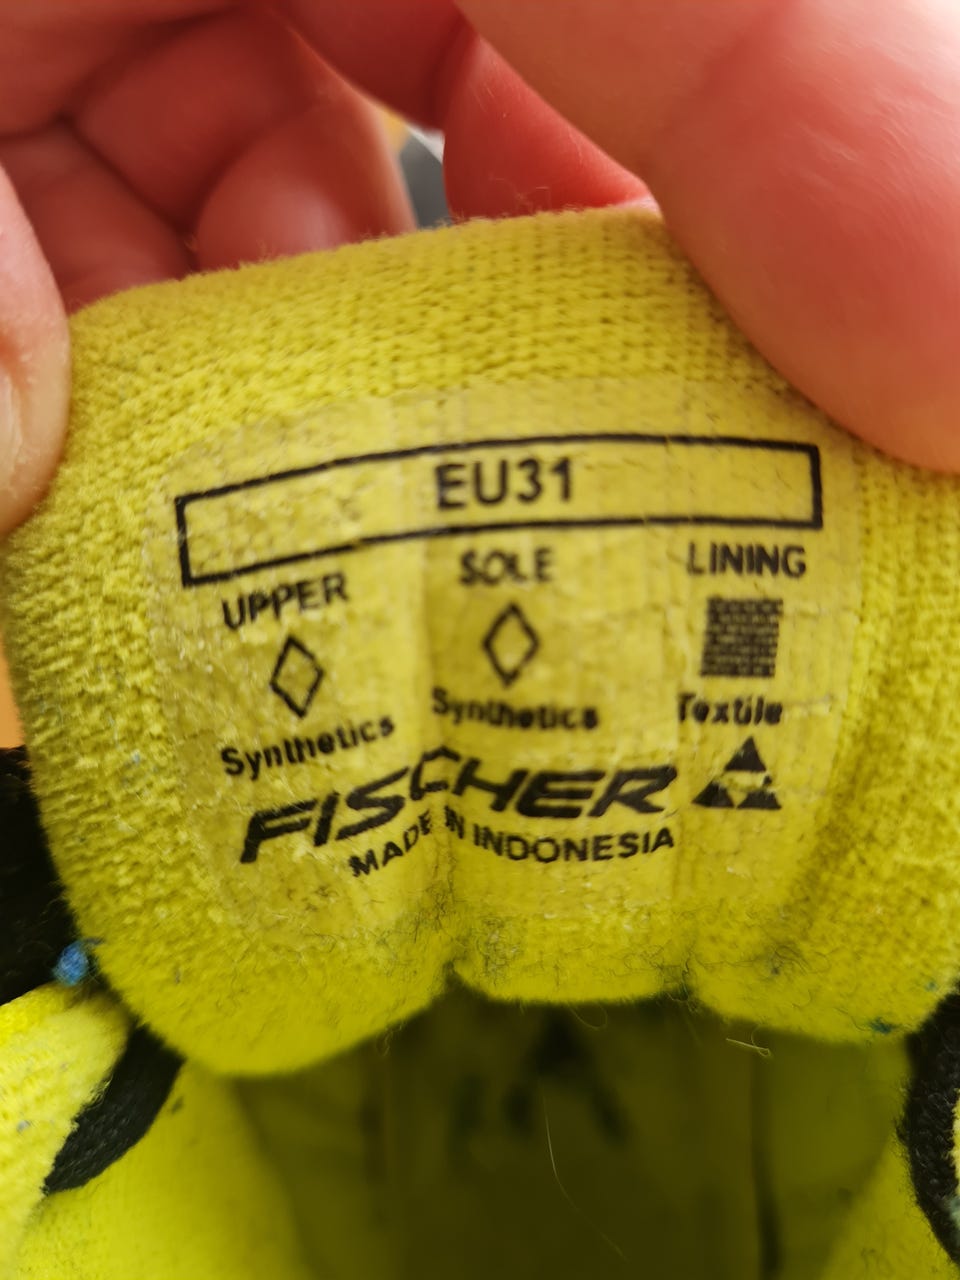 EU31
UPPER SOLE LINING
Synthetics Synthetics Textile
FISCHER
MADE IN INDONESIA